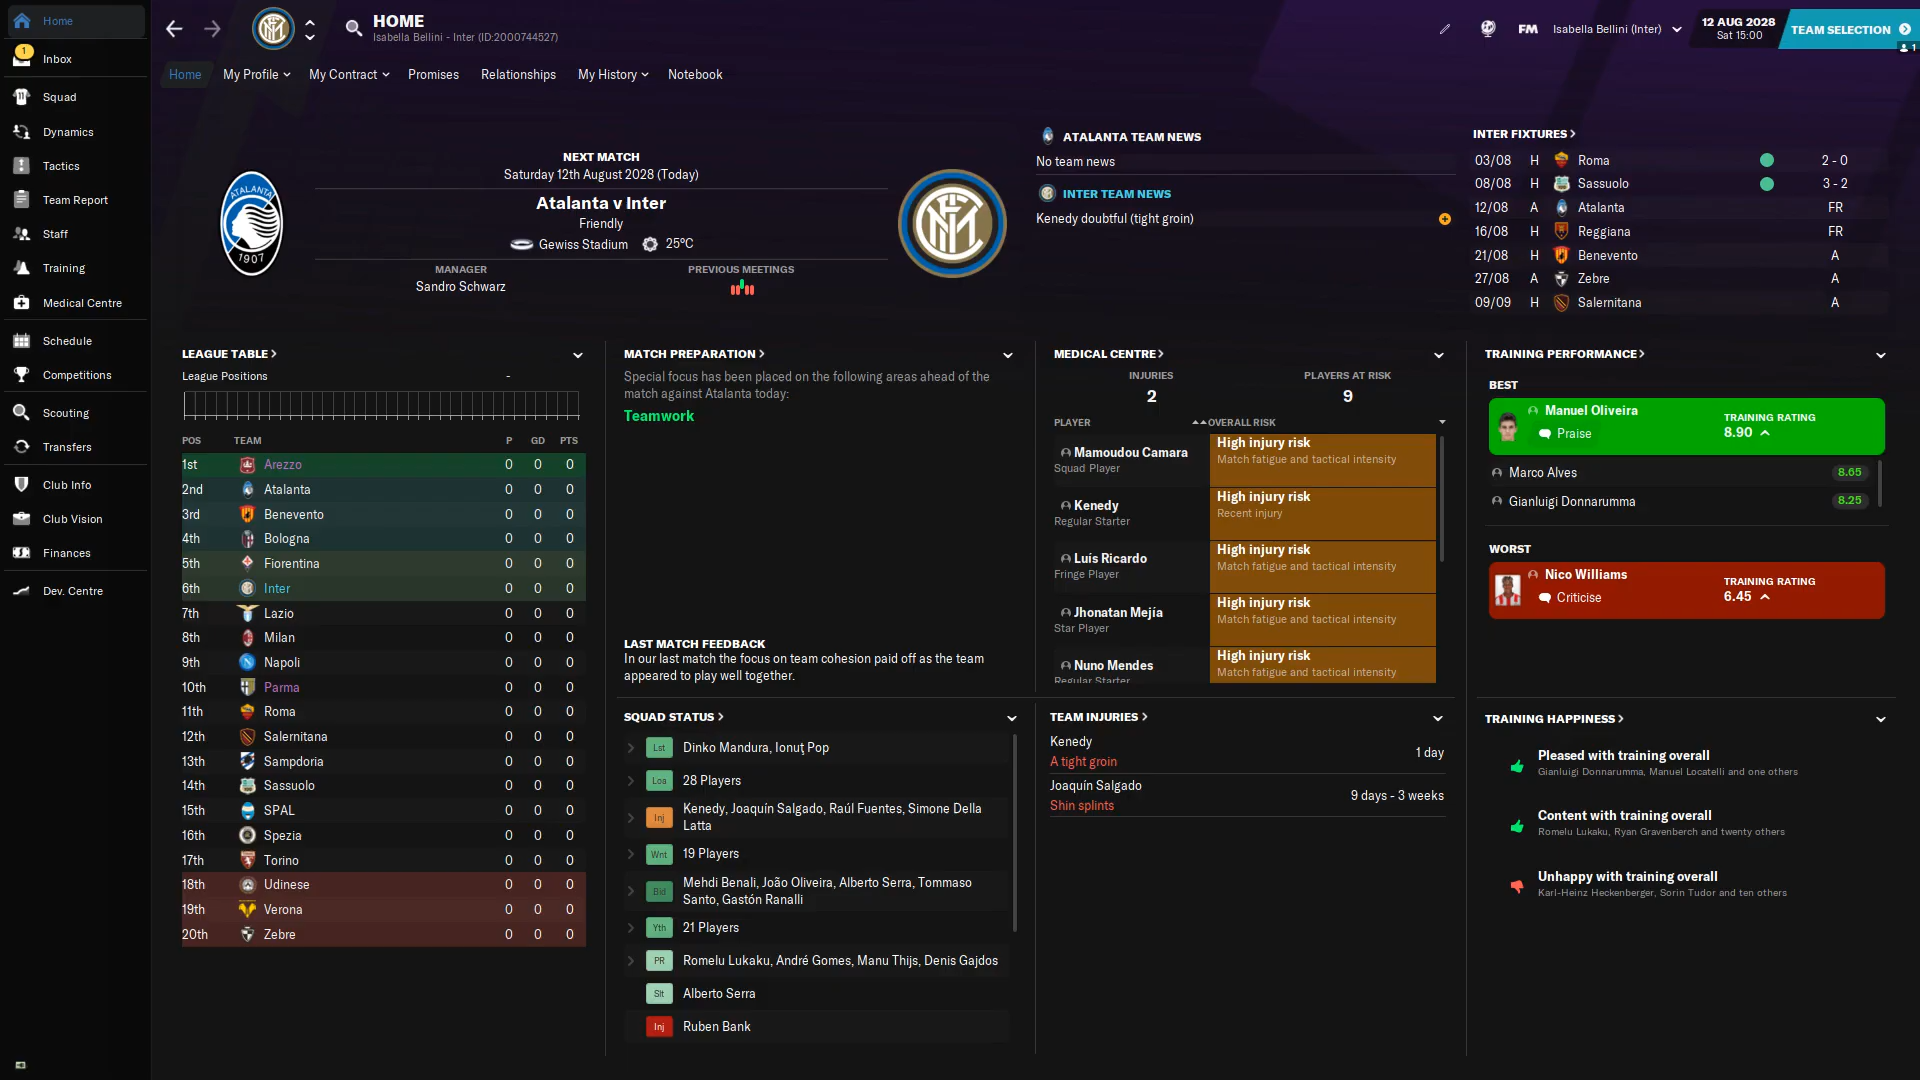 Home
Inbox
1
Squad
Dynamics
Tactics
Team Report
Staff
Training
Medical Centre
Schedule
Competitions
Scouting
Transfers
Club Info
Club Vision
Finances
Dev. Centre
HOME
Isabella Bellini - Inter (ID:2000744527)
FM
Isabella Bellini (Inter)
12 AUG 2028
Sat 15:00
TEAM SELECTION
1
Home
My Profile
My Contract
Promises
Relationships
My History
Notebook
ATALANTA
1907
NEXT MATCH
Saturday 12th August 2028 (Today)
Atalanta v Inter
Friendly
Gewiss Stadium
25°C
MANAGER
Sandro Schwarz
PREVIOUS MEETINGS
ATALANTA TEAM NEWS
No team news
INTER TEAM NEWS
Kenedy doubtful (tight groin)
INTER FIXTURES
03/08 H Roma 2 - 0
08/08 H Sassuolo 3 - 2
12/08 A Atalanta FR
16/08 H Reggiana FR
21/08 H Benevento A
27/08 A Zebre A
09/09 H Salernitana A
LEAGUE TABLE
League Positions -
POS TEAM P GD PTS
1st Arezzo 0 0 0
2nd Atalanta 0 0 0
3rd Benevento 0 0 0
4th Bologna 0 0 0
5th Fiorentina 0 0 0
6th Inter 0 0 0
7th Lazio 0 0 0
8th Milan 0 0 0
9th Napoli 0 0 0
10th Parma 0 0 0
11th Roma 0 0 0
12th Salernitana 0 0 0
13th Sampdoria 0 0 0
14th Sassuolo 0 0 0
15th SPAL 0 0 0
16th Spezia 0 0 0
17th Torino 0 0 0
18th Udinese 0 0 0
19th Verona 0 0 0
20th Zebre 0 0 0
MATCH PREPARATION
Special focus has been placed on the following areas ahead of the
match against Atalanta today:
Teamwork
LAST MATCH FEEDBACK
In our last match the focus on team cohesion paid off as the team
appeared to play well together.
MEDICAL CENTRE
INJURIES
2
PLAYERS AT RISK
9
PLAYER OVERALL RISK
Mamoudou Camara
Squad Player
High injury risk
Match fatigue and tactical intensity
Kenedy
Regular Starter
High injury risk
Recent injury
Luís Ricardo
Fringe Player
High injury risk
Match fatigue and tactical intensity
Jhonatan Mejía
Star Player
High injury risk
Match fatigue and tactical intensity
Nuno Mendes
Regular Starter
High injury risk
Match fatigue and tactical intensity
TRAINING PERFORMANCE
BEST
Manuel Oliveira
Praise
TRAINING RATING
8.90
Marco Alves 8.65
Gianluigi Donnarumma 8.25
WORST
Nico Williams
Criticise
TRAINING RATING
6.45
SQUAD STATUS
Lst Dinko Mandura, Ionuţ Pop
Loa 28 Players
Inj Kenedy, Joaquín Salgado, Raúl Fuentes, Simone Della
Latta
Wnt 19 Players
Bid Mehdi Benali, João Oliveira, Alberto Serra, Tommaso
Santo, Gastón Ranalli
Yth 21 Players
PR Romelu Lukaku, André Gomes, Manu Thijs, Denis Gajdos
Slt Alberto Serra
Inj Ruben Bank
TEAM INJURIES
Kenedy
A tight groin
1 day
Joaquín Salgado
Shin splints
9 days - 3 weeks
TRAINING HAPPINESS
Pleased with training overall
Gianluigi Donnarumma, Manuel Locatelli and one others
Content with training overall
Romelu Lukaku, Ryan Gravenberch and twenty others
Unhappy with training overall
Karl-Heinz Heckenberger, Sorin Tudor and ten others